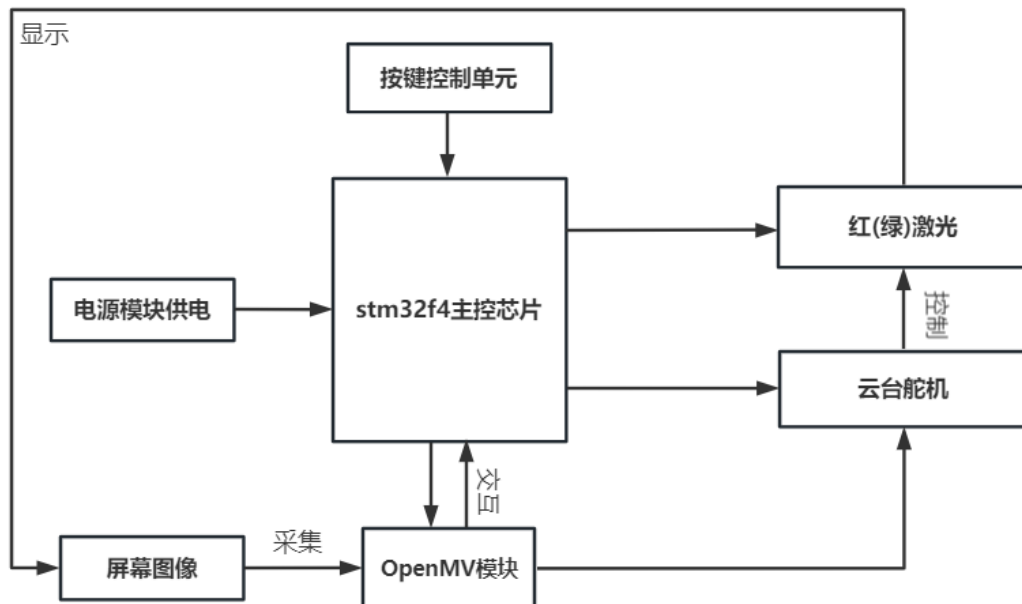 显示
按键控制单元
红(绿)激光
电源模块供电
stm32f4主控芯片
控制
云台舵机
交互
采集
屏幕图像
OpenMV模块